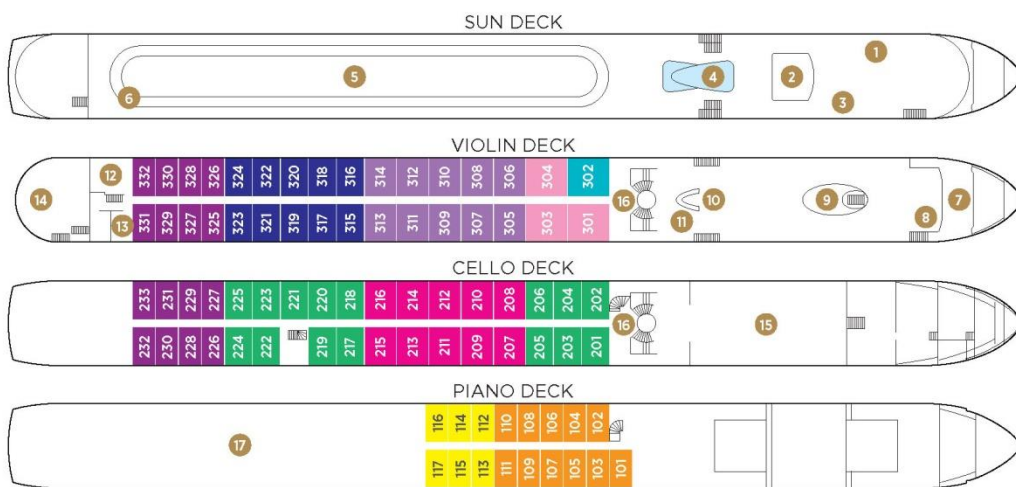 SUN DECK
1
5 4 2
6 3
VIOLIN DECK
332 330 328 326 324 322 320 318 316 314 312 310 308 306 304 302
12
14 16 10 9 7
13 11 8
331 329 327 325 323 321 319 317 315 313 311 309 307 305 303 301
CELLO DECK
233 231 229 227 225 223 221 220 218 216 214 212 210 208 206 204 202
16 15
232 230 228 226 224 222 219 217 215 213 211 209 207 205 203 201
PIANO DECK
116 114 112 110 108 106 104 102
17
117 115 113 111 109 107 105 103 101